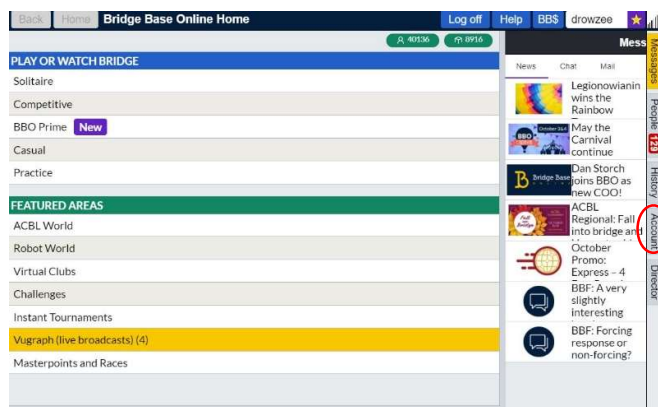 Back Home Bridge Base Online Home Log off Help BB$ drowzee
40136 8916
Mess
PLAY OR WATCH BRIDGE
Solitaire
Competitive
BBO Prime New
Casual
Practice
FEATURED AREAS
ACBL World
Robot World
Virtual Clubs
Challenges
Instant Tournaments
Vugraph (live broadcasts) (4)
Masterpoints and Races
News Chat Mail
Legionowianin
wins the
Rainbow
BBO
May the
Carnival
continue
Bridge Base
Dan Storch
joins BBO as
new COO!
ACBL
Regional: Fall
into bridge and
October
Promo:
Express – 4
BBF: A very
slightly
interesting
BBF: Forcing
response or
non-forcing?
Messages
People 129
History
Account
Director